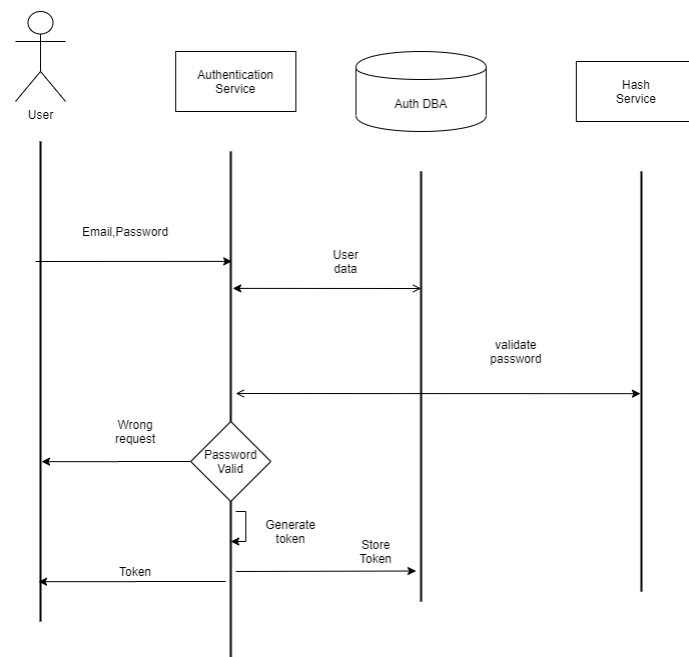 User
Authentication
Service
Auth DBA
Hash
Service
Email,Password
User
data
validate
password
Wrong
request
Password
Valid
Generate
token
Store
Token
Token